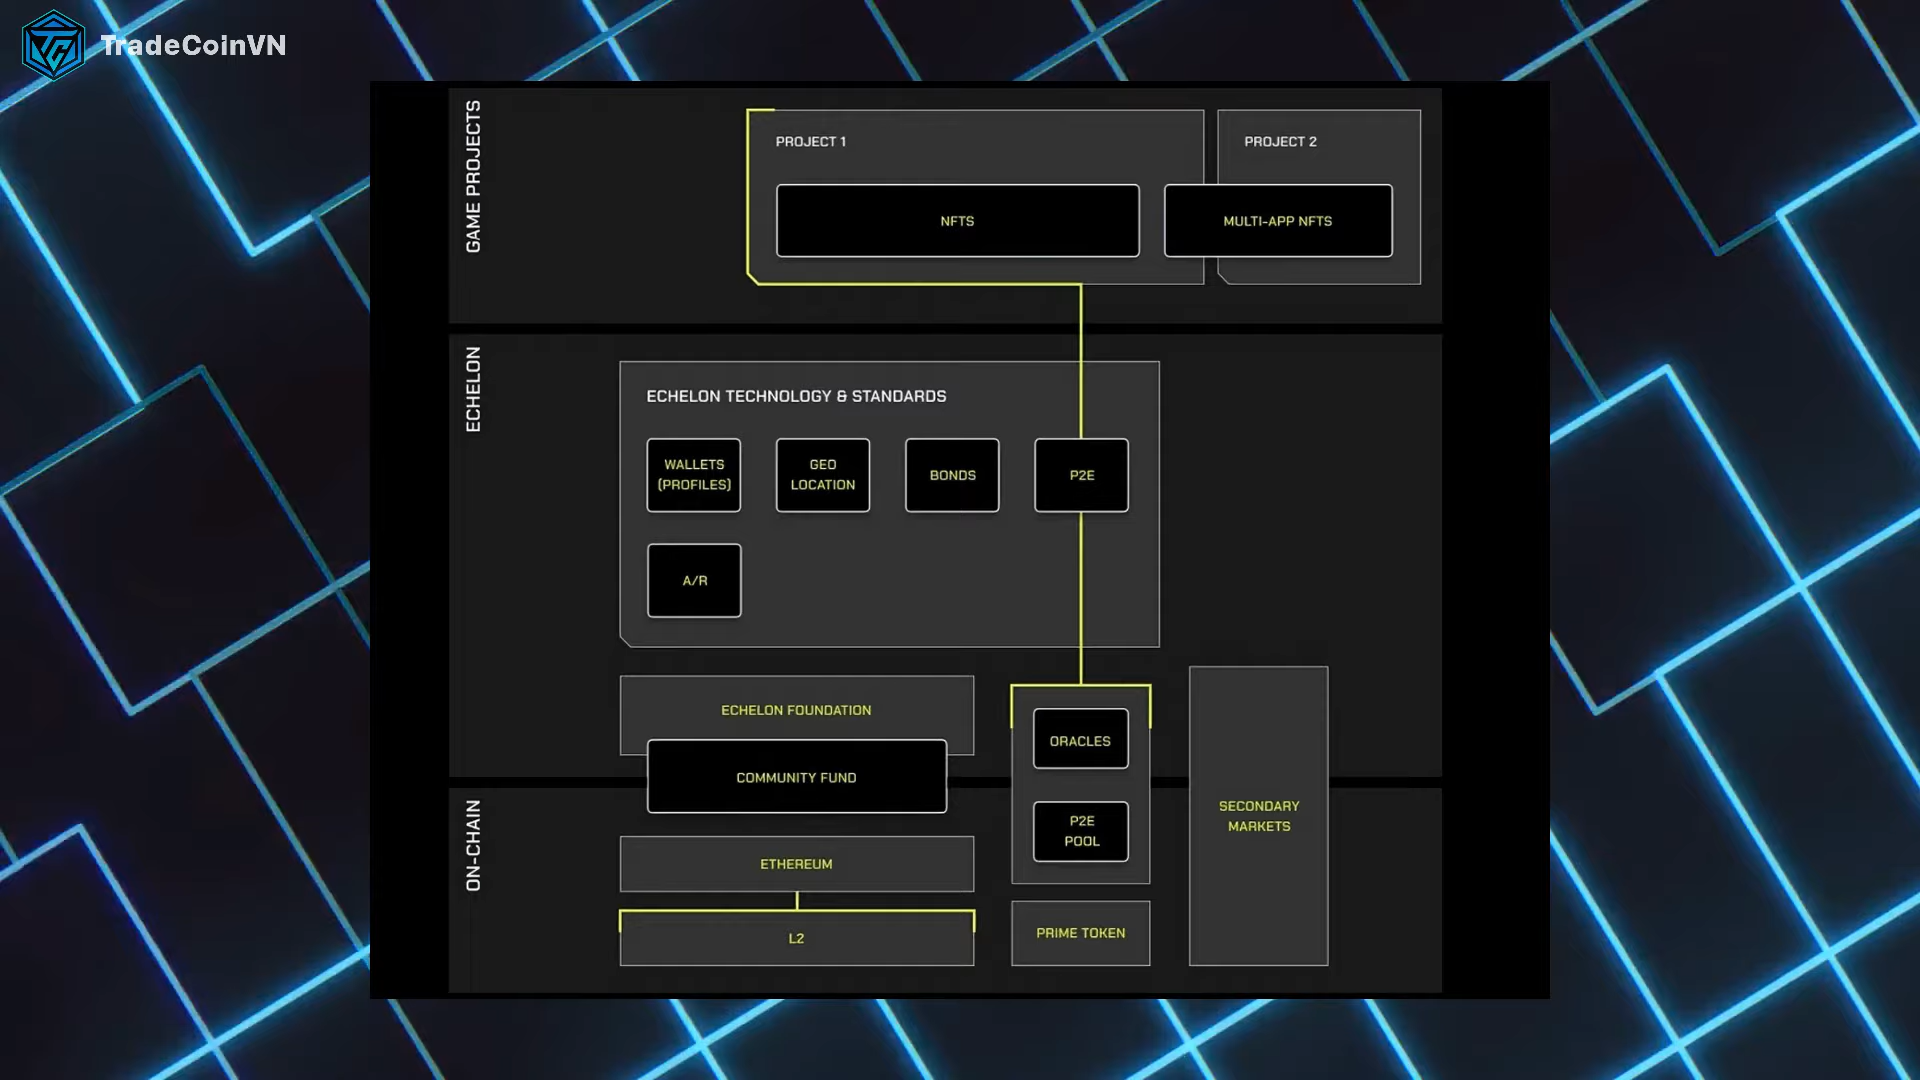 TradeCoinVN
GAME PROJECTS
PROJECT 1
PROJECT 2
NFTS
MULTI-APP NFTS
ECHELON
ECHELON TECHNOLOGY & STANDARDS
WALLETS
(PROFILES)
GEO
LOCATION
BONDS
P2E
A/R
ECHELON FOUNDATION
COMMUNITY FUND
ORACLES
P2E
POOL
SECONDARY
MARKETS
ON-CHAIN
ETHEREUM
L2
PRIME TOKEN